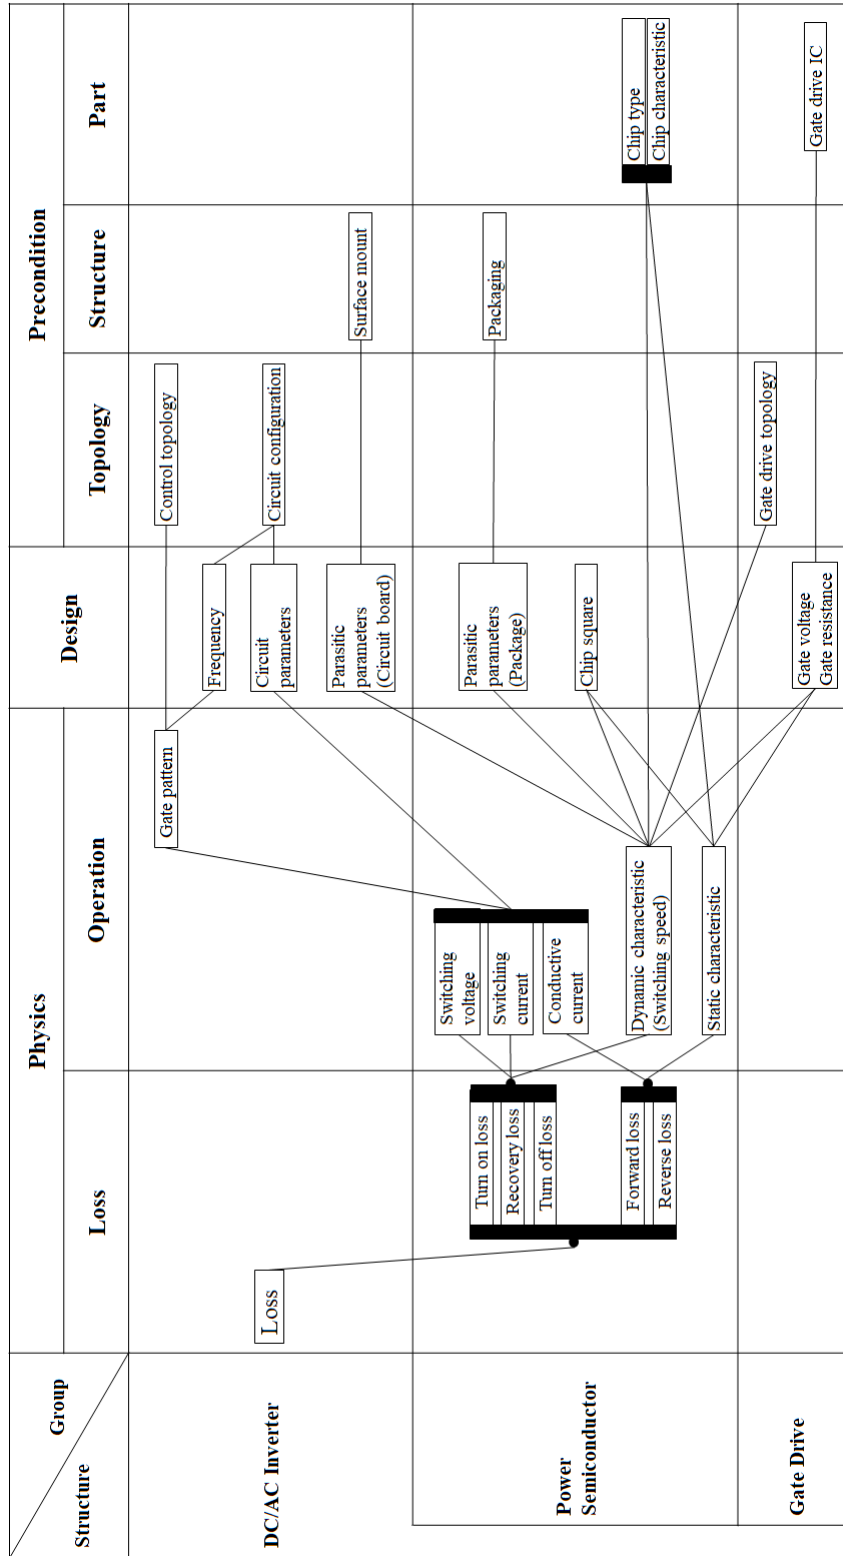 Structure
Group
Physics
Precondition
Loss
Operation
Design
Topology
Structure
Part
DC/AC Inverter
Loss
Gate pattern
Frequency
Circuit
parameters
Parasitic
parameters
(Circuit board)
Control topology
Circuit configuration
Surface mount
Power
Semiconductor
Turn on loss
Recovery loss
Turn off loss
Forward loss
Reverse loss
Switching
voltage
Switching
current
Conductive
current
Dynamic characteristic
(Switching speed)
Static characteristic
Parasitic
parameters
(Package)
Chip square
Packaging
Chip type
Chip characteristic
Gate Drive
Gate voltage
Gate resistance
Gate drive topology
Gate drive IC